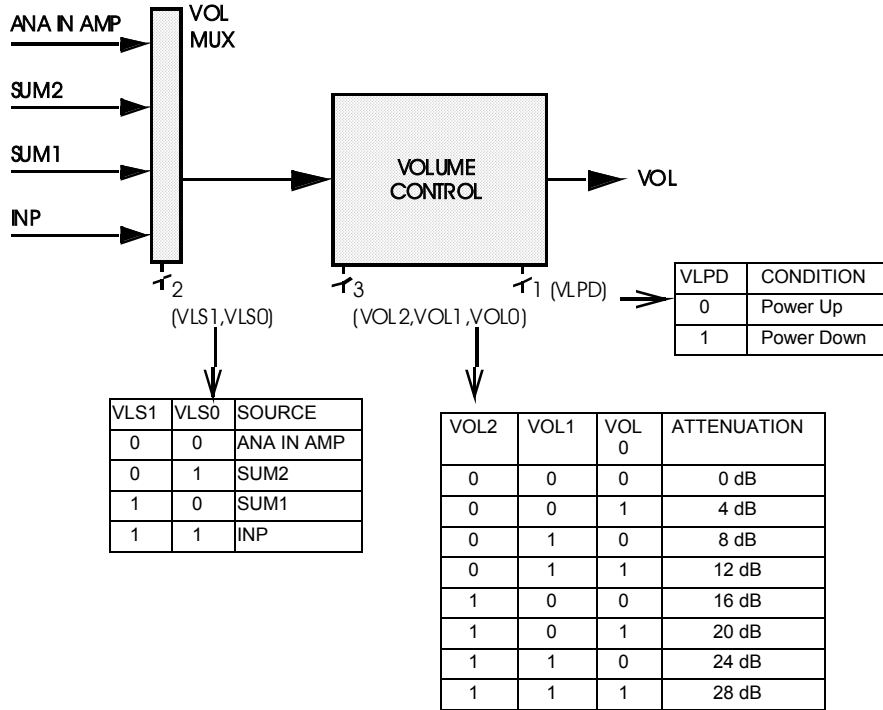 ANA IN AMP
VOL
MUX
SUM2
SUM1
INP
VOLUME
CONTROL
VOL
2
(VLS1,VLS0)
3
(VOL2,VOL1,VOL0)
1 (VLPD)
VLPD CONDITION
0 Power Up
1 Power Down
VLS1 VLS0 SOURCE
0 0 ANA IN AMP
0 1 SUM2
1 0 SUM1
1 1 INP
VOL2 VOL1 VOL ATTENUATION
0
0 0 0 0 dB
0 0 1 4 dB
0 1 0 8 dB
0 1 1 12 dB
1 0 0 16 dB
1 0 1 20 dB
1 1 0 24 dB
1 1 1 28 dB